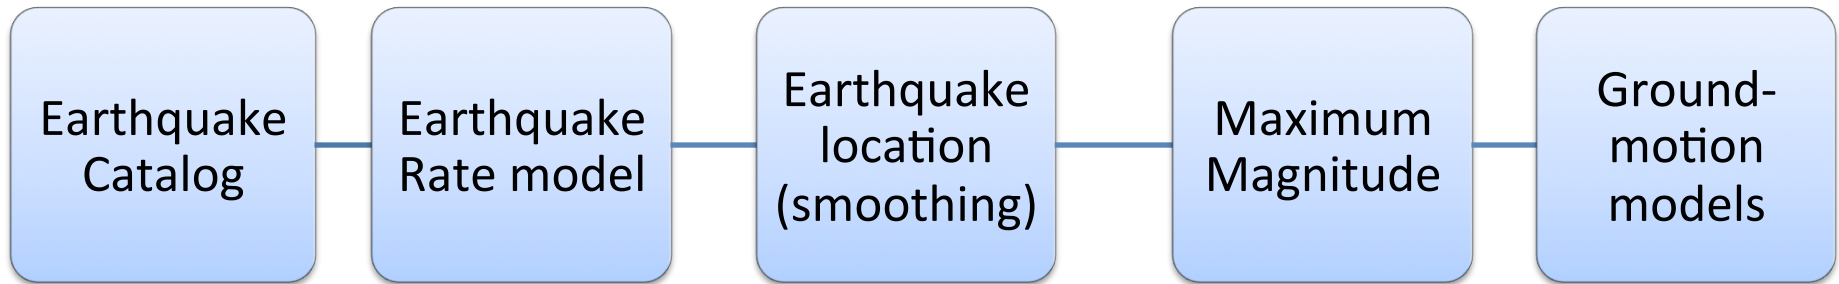 Earthquake
Catalog
Earthquake
Rate model
Earthquake
location
(smoothing)
Maximum
Magnitude
Ground-
motion
models